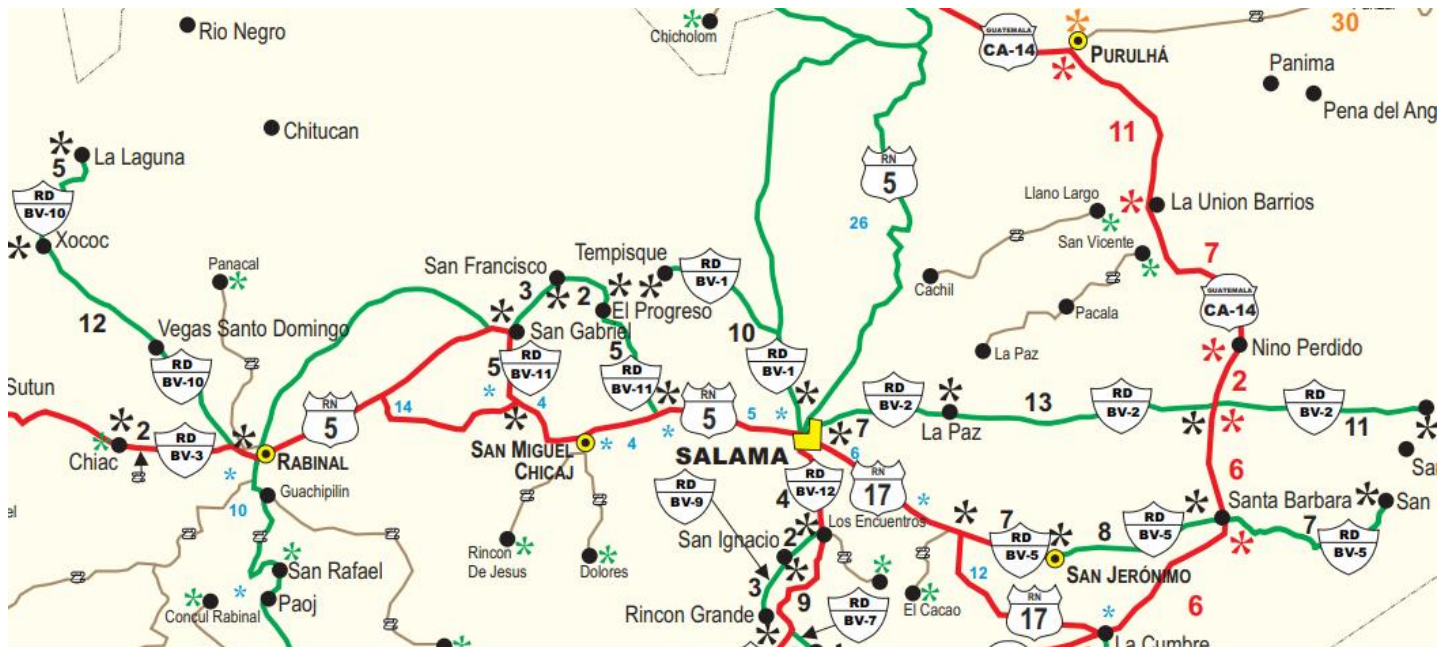 Rio Negro
Chicholom
GUATEMALA
CA-14
PURULHÁ
30
Panima
Pena del Ang
Chitucan
11
La Laguna
5
RD
BV-10
Xococ
RN
5
Llano Largo
La Union Barrios
26
San Vicente
7
Panacal
San Francisco
Tempisque
RD
BV-1
3
2
El Progreso
Cachil
GUATEMALA
CA-14
12
Vegas Santo Domingo
San Gabriel
10
Pacala
Nino Perdido
La Paz
RD
BV-10
5
RD
BV-11
5
RD
BV-11
RD
BV-1
2
Sutun
RN
5
14
4
RN
5
5
RD
BV-2
13
RD
BV-2
RD
BV-2
2
RD
BV-3
Chiac
RABINAL
SAN MIGUEL
CHICAJ
4
SALAMA
7
6
La Paz
11
6
Guachipilin
10
RD
BV-9
4
RD
BV-12
RN
17
Los Encuentros
Santa Barbara
San
7
RD
BV-5
8
RD
BV-5
7
RD
BV-5
San Ignacio
2
Rincon
De Jesus
Dolores
SAN JERÓNIMO
San Rafael
12
3
9
El Cacao
Concul Rabinal
Paoj
Rincon Grande
RD
BV-7
RN
17
6
La Cumbre
GUATEMALA